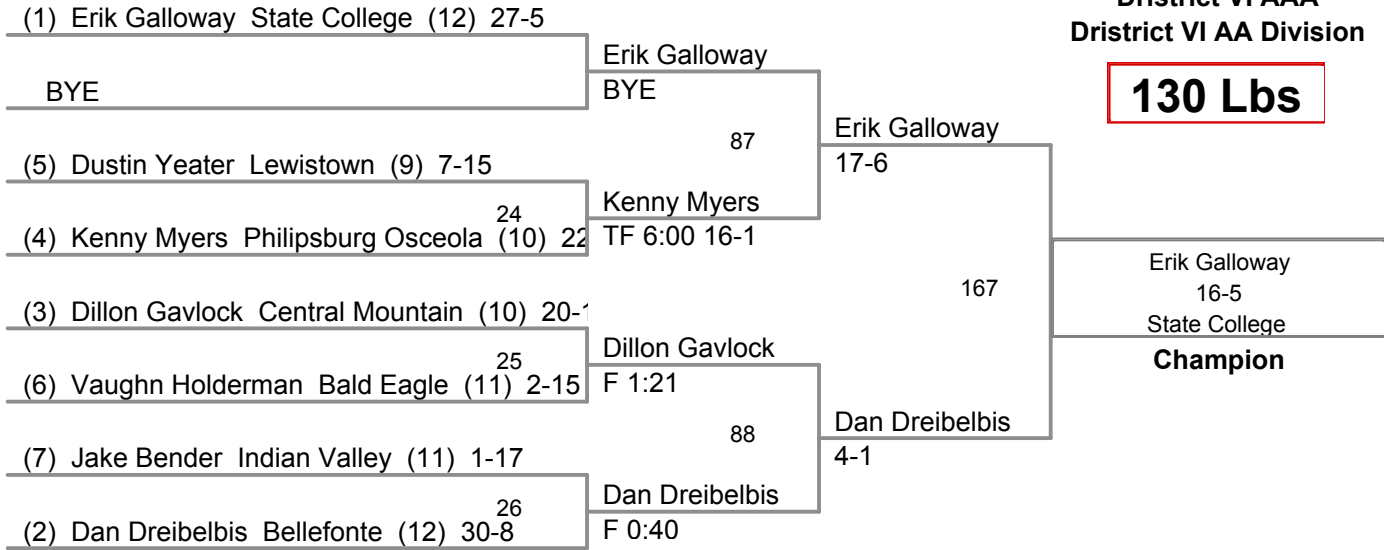 (1) Erik Galloway State College (12) 27-5
BYE
(5) Dustin Yeater Lewistown (9) 7-15
24
(4) Kenny Myers Philipsburg Osceola (10) 22
(3) Dillon Gavlock Central Mountain (10) 20-1
25
(6) Vaughn Holderman Bald Eagle (11) 2-15
(7) Jake Bender Indian Valley (11) 1-17
26
(2) Dan Dreibelbis Bellefonte (12) 30-8
Erik Galloway
BYE
87
Kenny Myers
TF 6:00 16-1
Dillon Gavlock
F 1:21
88
Dan Dreibelbis
F 0:40
Erik Galloway
17-6
167
Dan Dreibelbis
4-1
Dristrict VI AAA
Dristrict VI AA Division
130 Lbs
Erik Galloway
16-5
State College
Champion